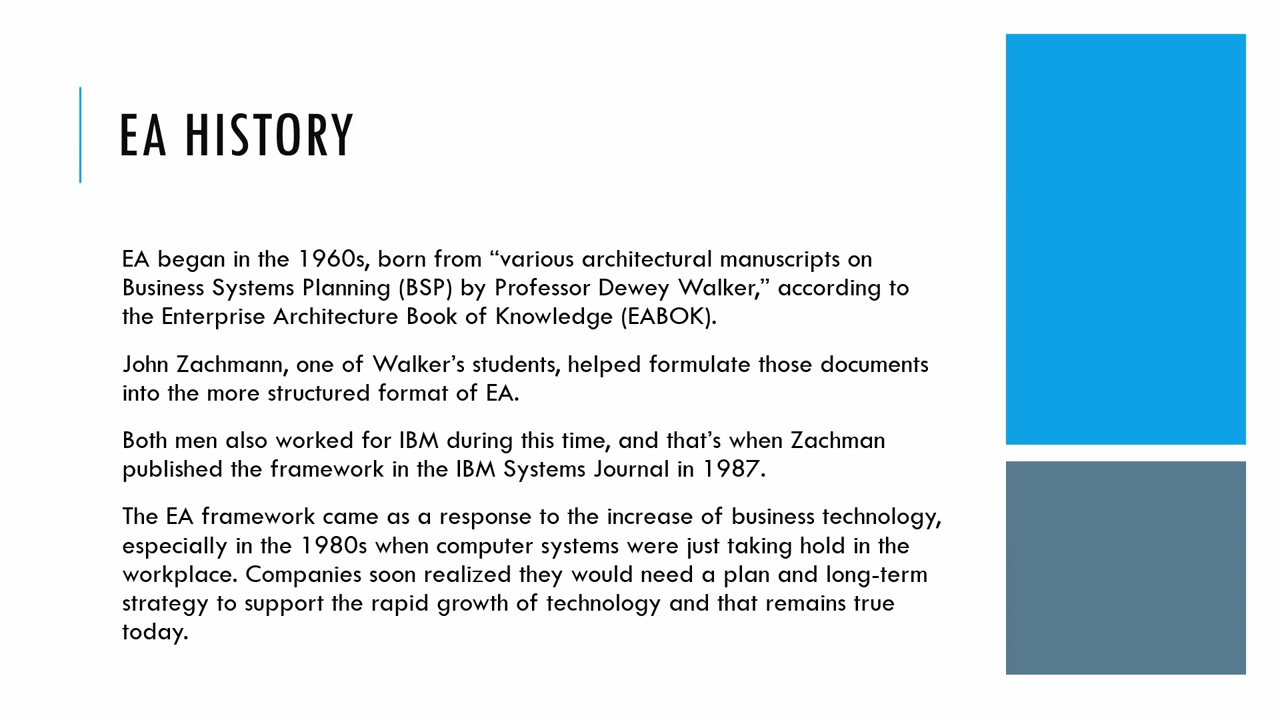 EA HISTORY
EA began in the 1960s, born from “various architectural manuscripts on
Business Systems Planning (BSP) by Professor Dewey Walker,” according to
the Enterprise Architecture Book of Knowledge (EABOK).
John Zachmann, one of Walker’s students, helped formulate those documents
into the more structured format of EA.
Both men also worked for IBM during this time, and that’s when Zachman
published the framework in the IBM Systems Journal in 1987.
The EA framework came as a response to the increase of business technology,
especially in the 1980s when computer systems were just taking hold in the
workplace. Companies soon realized they would need a plan and long-term
strategy to support the rapid growth of technology and that remains true
today.